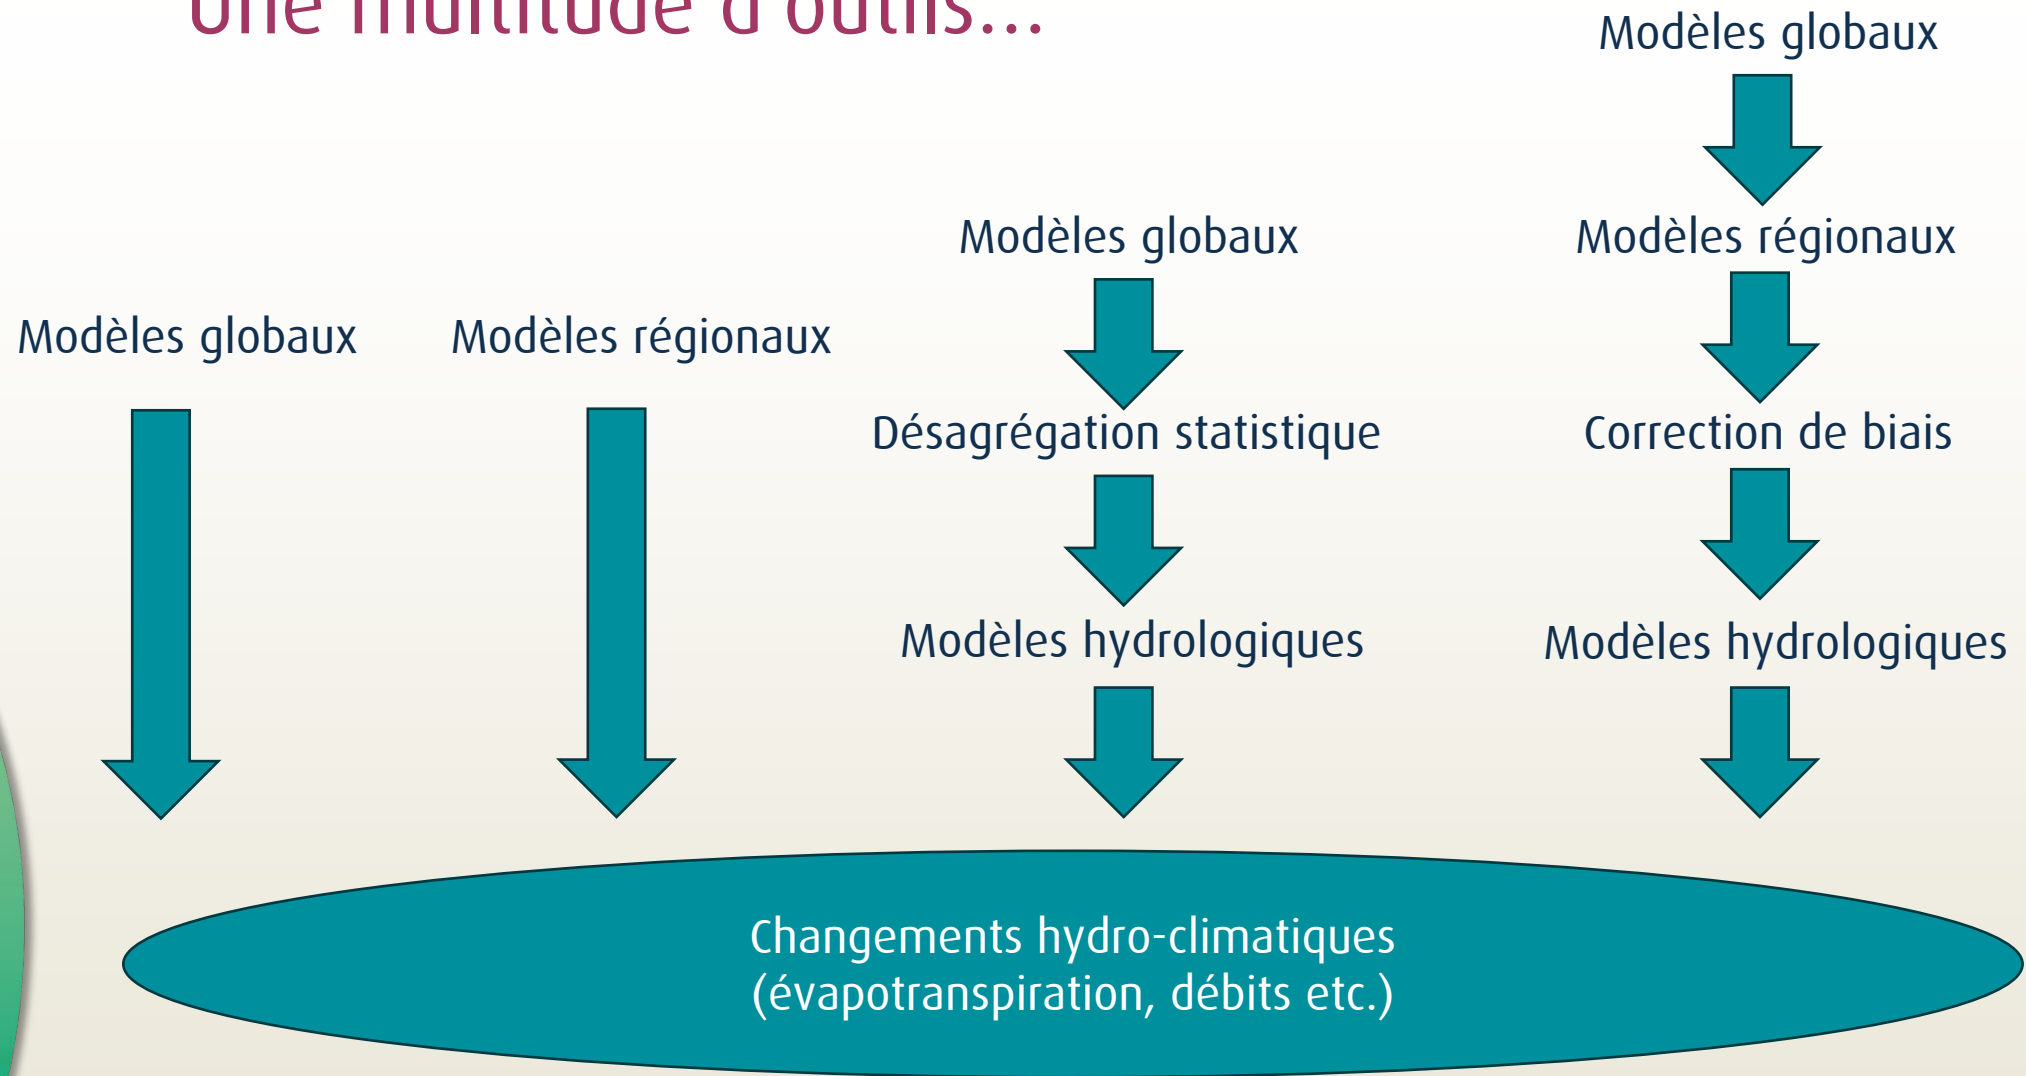 Une multitude d'outils...
Modèles globaux
Modèles régionaux
Modèles globaux
Désagrégation statistique
Modèles hydrologiques
Modèles globaux
Modèles régionaux
Correction de biais
Modèles hydrologiques
Changements hydro-climatiques
(évapotranspiration, débits etc.)